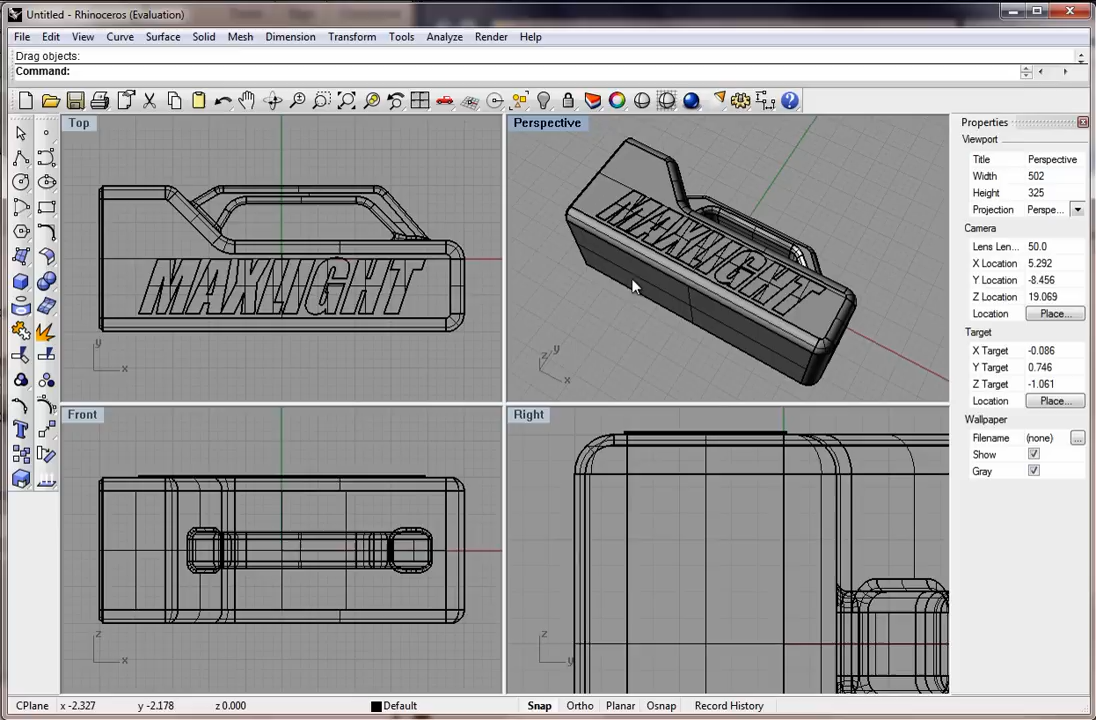 Untitled - Rhinoceros (Evaluation)
File Edit View Curve Surface Solid Mesh Dimension Transform Tools Analyze Render Help
Drag objects:
Command:
Top
Perspective
MAXLIGHT
y
x
MAXLIGHT
z y
x
Front
Right
z
x
z
y
Properties
Viewport
Title Perspective
Width 502
Height 325
Projection Perspe...
Camera
Lens Len... 50.0
X Location 5.292
Y Location -8.456
Z Location 19.069
Location Place...
Target
X Target -0.086
Y Target 0.746
Z Target -1.061
Location Place...
Wallpaper
Filename (none) ...
Show
Gray
CPlane x -2.327 y -2.178 z 0.000 Default Snap Ortho Planar Osnap Record History